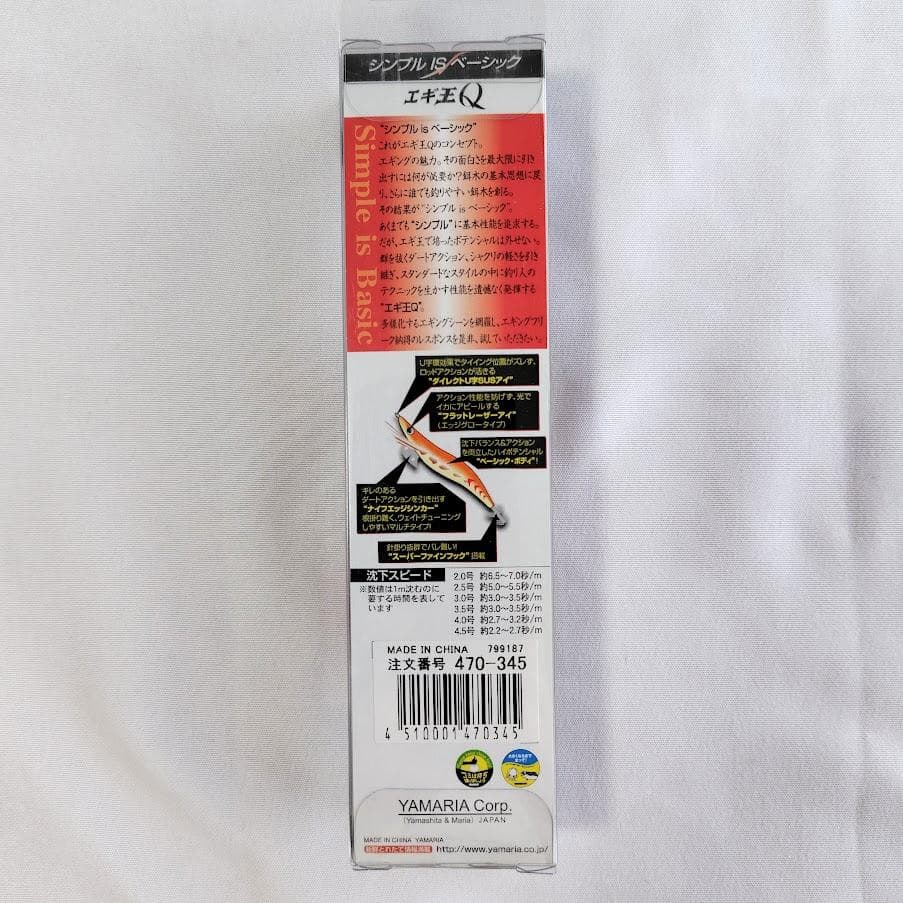 シンプル IS ベーシック
エギ王Q
Simple is Basic
"シンプル is ベーシック"
これがエギ王Qのコンセプト。
エギングの魅力。その面白さを最大限に引き
出すには何が必要か?餌木の基本思想に戻
り、さらに誰でも釣りやすい餌木を創る。
その結果が"シンプル is ベーシック"。
あくまでも"シンプル"に基本性能を追求する。
だが、エギ王で培ったポテンシャルは外せない。
群を抜くダートアクション、シャクリの軽さを引き
継ぎ、スタンダードなスタイルの中に釣り人の
テクニックを生かす性能を遺憾なく発揮する
"エギ王Q"。
多様化するエギングシーンを網羅し、エギングフリ
ーク納得のレスポンスを是非、試していただきたい。
U字環効果でタイイング位置がズレず、
ロッドアクションが活きる
"ダイレクトU字SUSアイ"
アクション性能を妨げず、光で
イカにアピールする
"フラットレーザーアイ"
(エッジグロータイプ)
沈下バランス&アクション
を両立したハイポテンシャル
"ベーシック・ボディ"!
キレのある
ダートアクションを引き出す
"ナイフエッジシンカー"
根掛り難く、ウェイトチューニング
しやすいマルチタイプ!
針掛り抜群でバレ難い!
"スーパーファインフック" 搭載
沈下スピード
※数値は1m沈むのに
要する時間を表して
います
2.0号 約6.5〜7.0秒/m
2.5号 約5.0〜5.5秒/m
3.0号 約3.0〜3.5秒/m
3.5号 約3.0〜3.5秒/m
4.0号 約2.7〜3.2秒/m
4.5号 約2.2〜2.7秒/m
MADE IN CHINA 799187
注文番号 470-345
4 510001 470345
YAMARIA Corp.
(Yamashita & Maria) JAPAN
MADE IN CHINA YAMARIA
http://www.yamaria.co.jp/